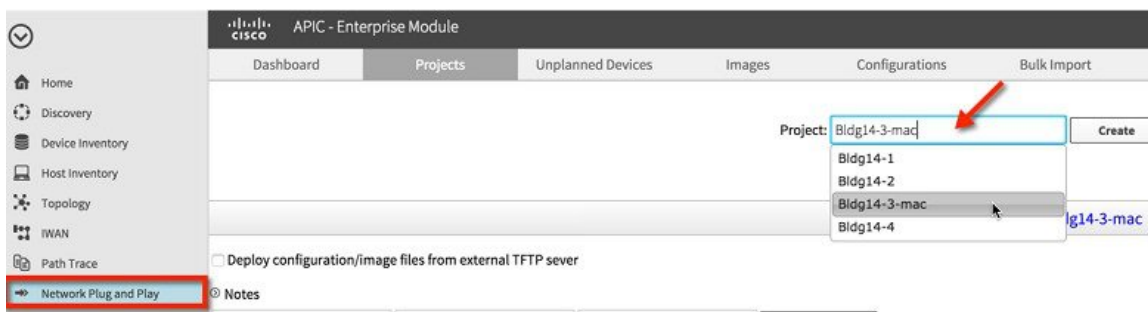 CISCO APIC - Enterprise Module
Dashboard Projects Unplanned Devices Images Configurations Bulk Import
Home
Discovery
Device Inventory
Host Inventory
Topology
IWAN
Path Trace
Network Plug and Play
Project: Bldg14-3-mac Create
Bldg14-1
Bldg14-2
Bldg14-3-mac
Bldg14-4
lg14-3-mac
Deploy configuration/image files from external TFTP sever
Notes